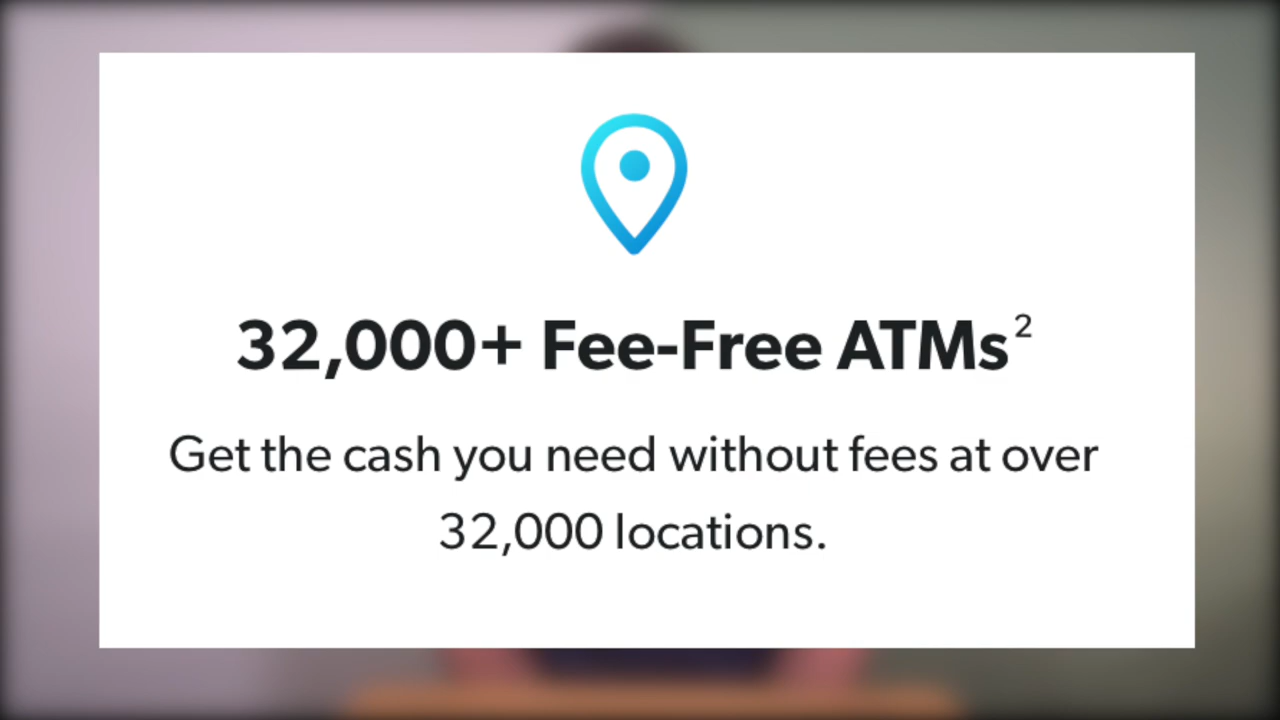 32,000+ Fee-Free ATMs²
Get the cash you need without fees at over
32,000 locations.